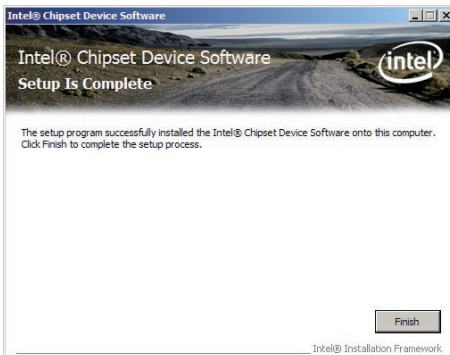 Intel® Chipset Device Software
Intel® Chipset Device Software
Setup Is Complete
intel
The setup program successfully installed the Intel® Chipset Device Software onto this computer.
Click Finish to complete the setup process.
Finish
Intel® Installation Framework